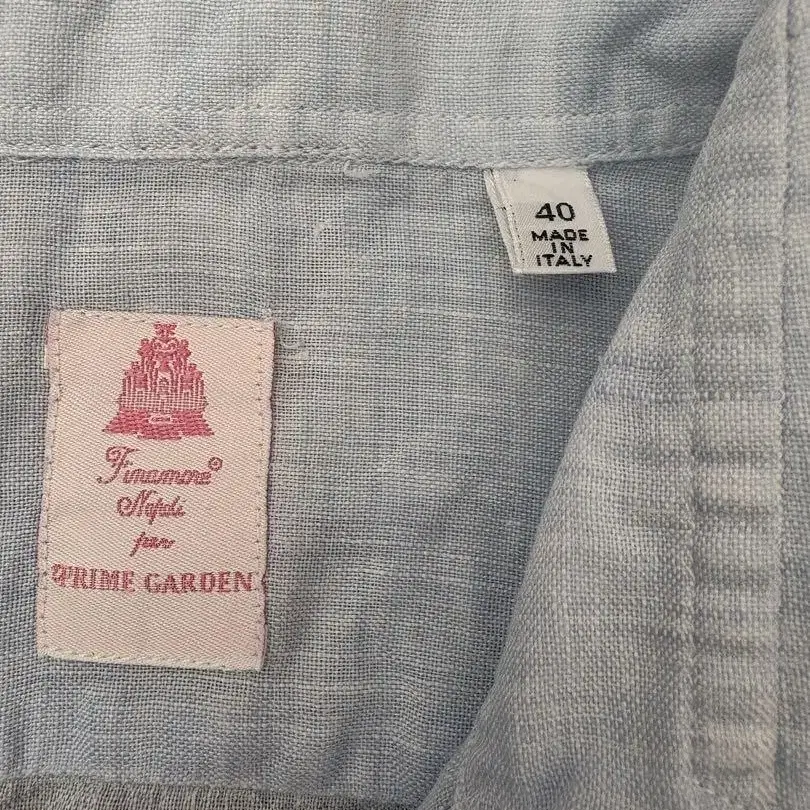 40
MADE
IN
ITALY
Finamore®
Napoli
per
PRIME GARDEN